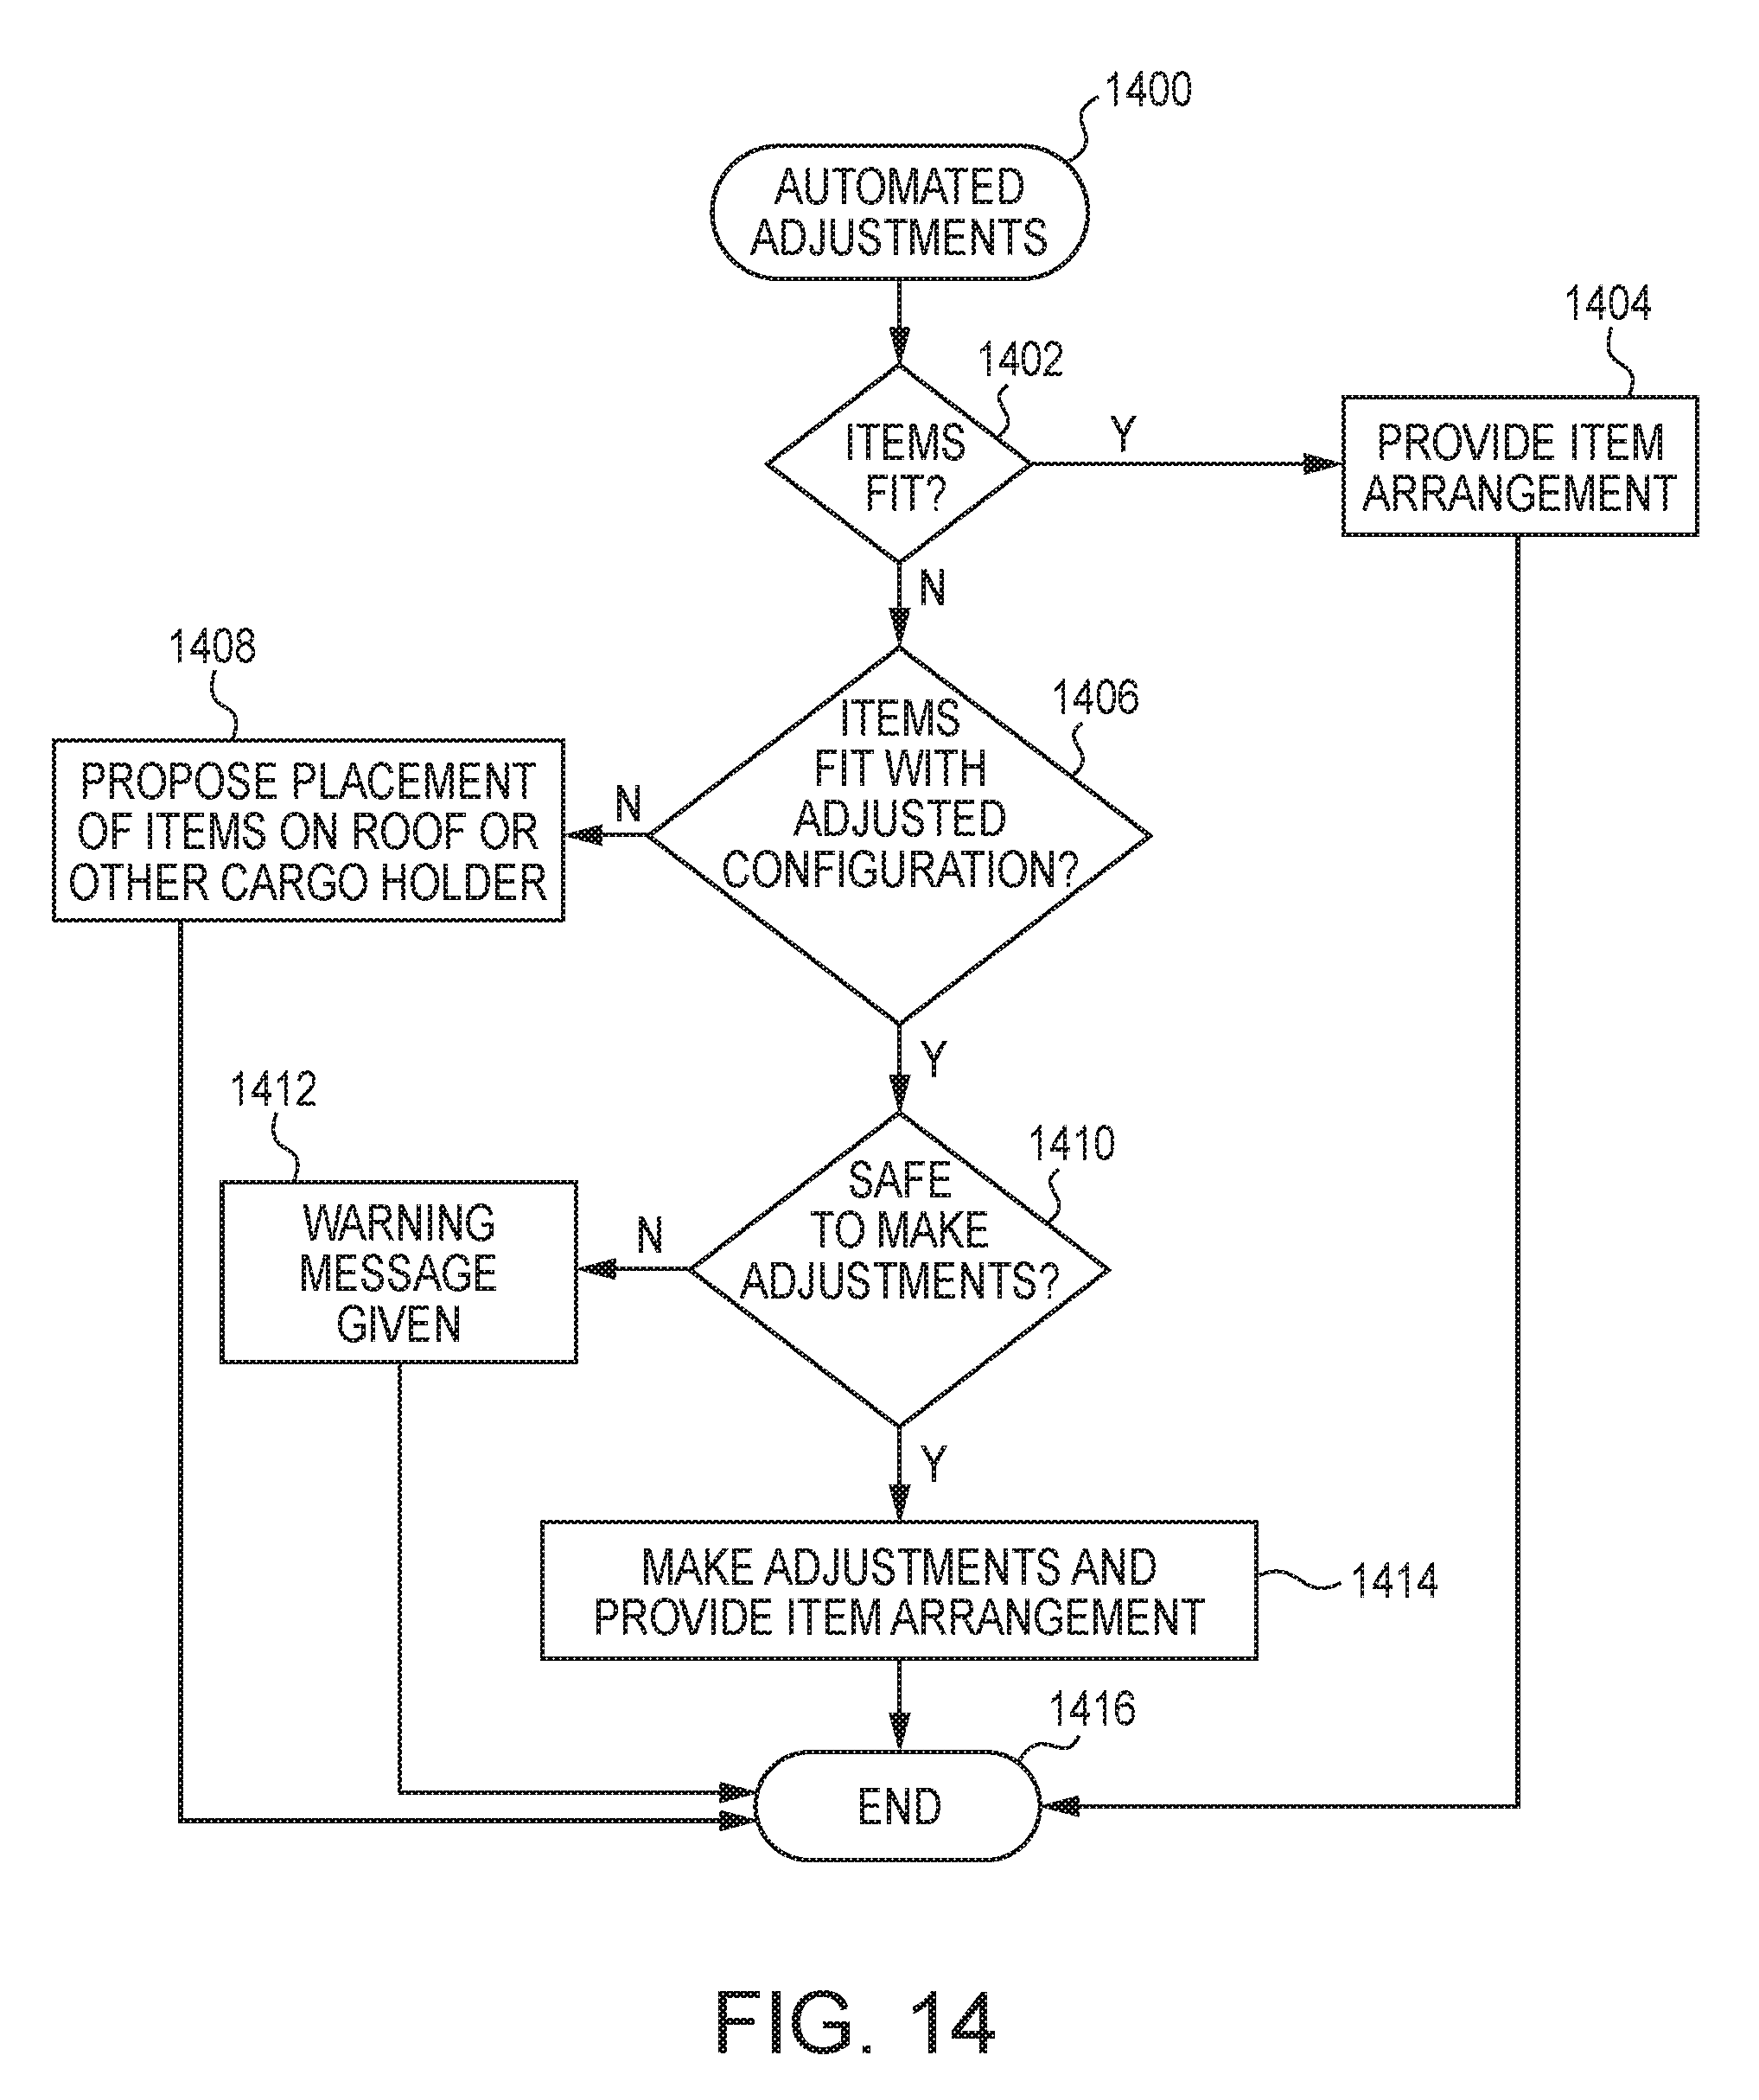 1400
AUTOMATED
ADJUSTMENTS
1404
1402
ITEMS
FIT?
Y
PROVIDE ITEM
ARRANGEMENT
N
1408
1406
ITEMS
FIT WITH
ADJUSTED
CONFIGURATION?
N
PROPOSE PLACEMENT
OF ITEMS ON ROOF OR
OTHER CARGO HOLDER
Y
1412
1410
SAFE
TO MAKE
ADJUSTMENTS?
N
WARNING
MESSAGE
GIVEN
Y
MAKE ADJUSTMENTS AND
PROVIDE ITEM ARRANGEMENT
1414
1416
END
FIG. 14